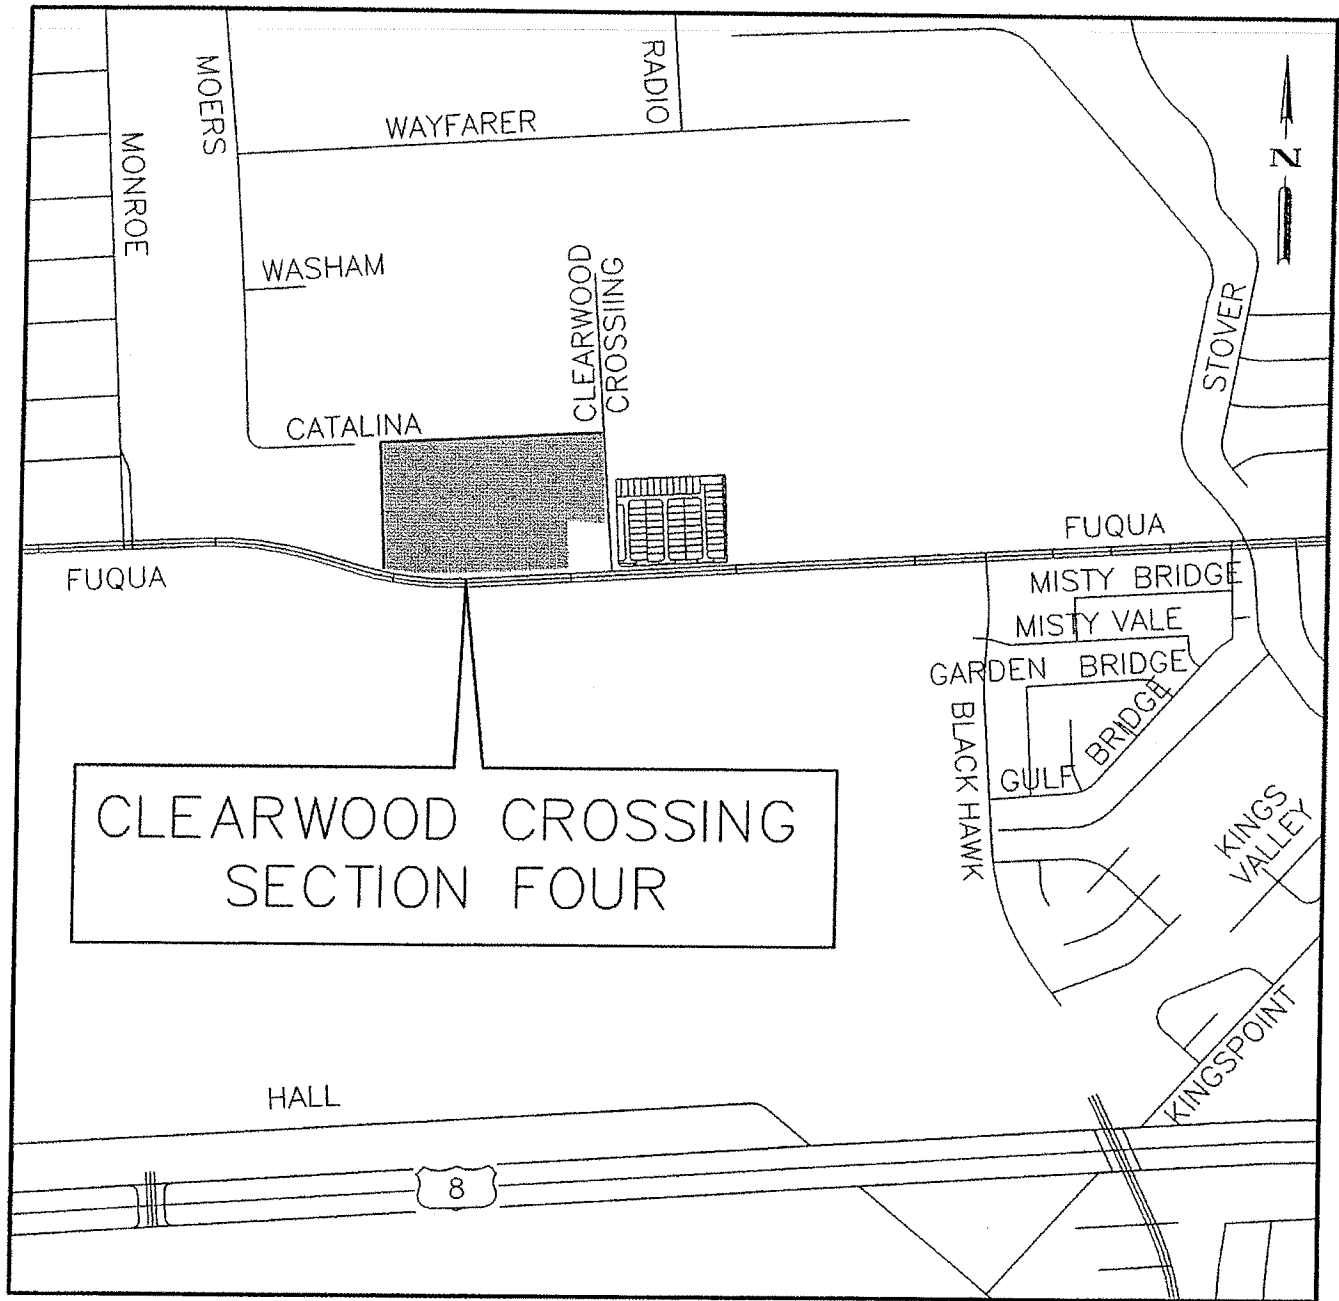 MOERS
RADIO
MONROE
WAYFARER
N
WASHAM
CLEARWOOD
CROSSIING
STOVER
CATALINA
FUQUA
FUQUA
MISTY BRIDGE
MISTY VALE
GARDEN BRIDGE
BLACK HAWK
GULF BRIDGE
KINGS
VALLEY
CLEARWOOD CROSSING
SECTION FOUR
KINGSPOINT
HALL
8